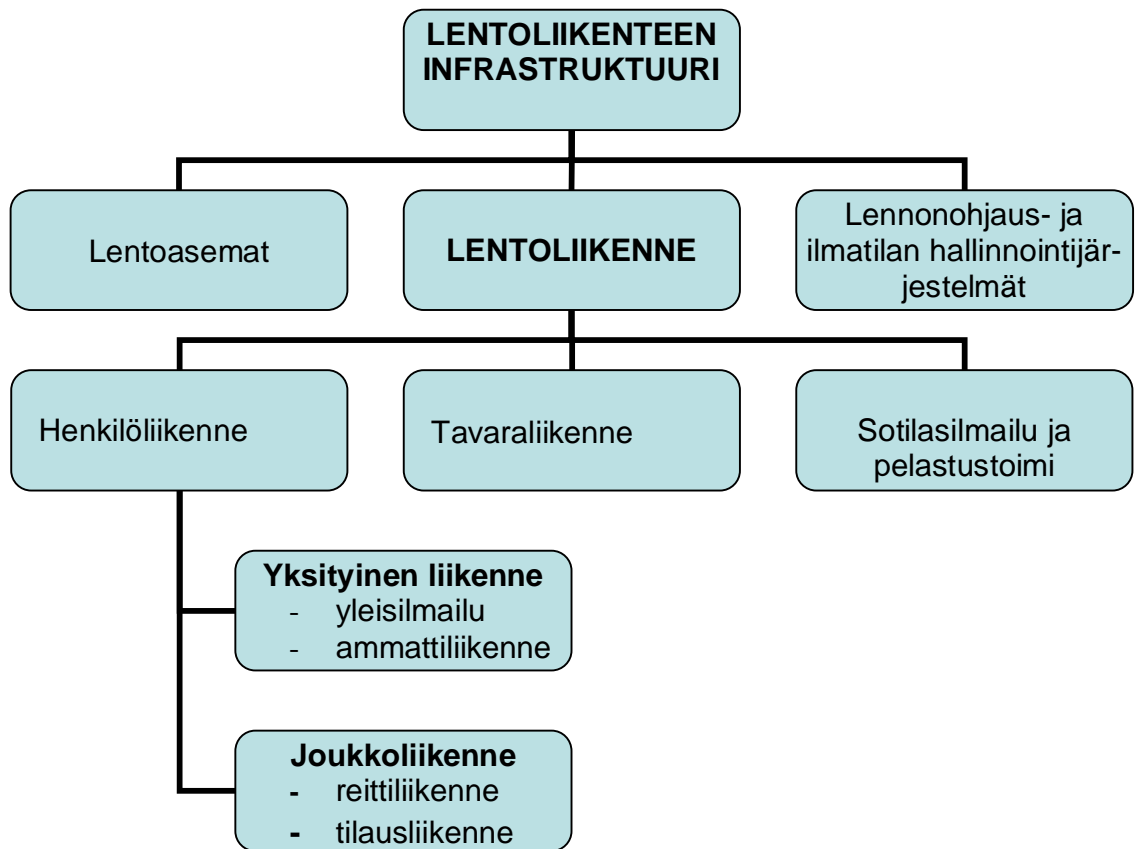 LENTOLIIKENTEEN
INFRASTRUKTUURI
Lentoasemat
LENTOLIIKENNE
Lennonohjaus- ja
ilmatilan hallinnointijär-
jestelmät
Henkilöliikenne
Tavaraliikenne
Sotilasilmailu ja
pelastustoimi
Yksityinen liikenne
- yleisilmailu
- ammattiliikenne
Joukkoliikenne
- reittiliikenne
- tilausliikenne